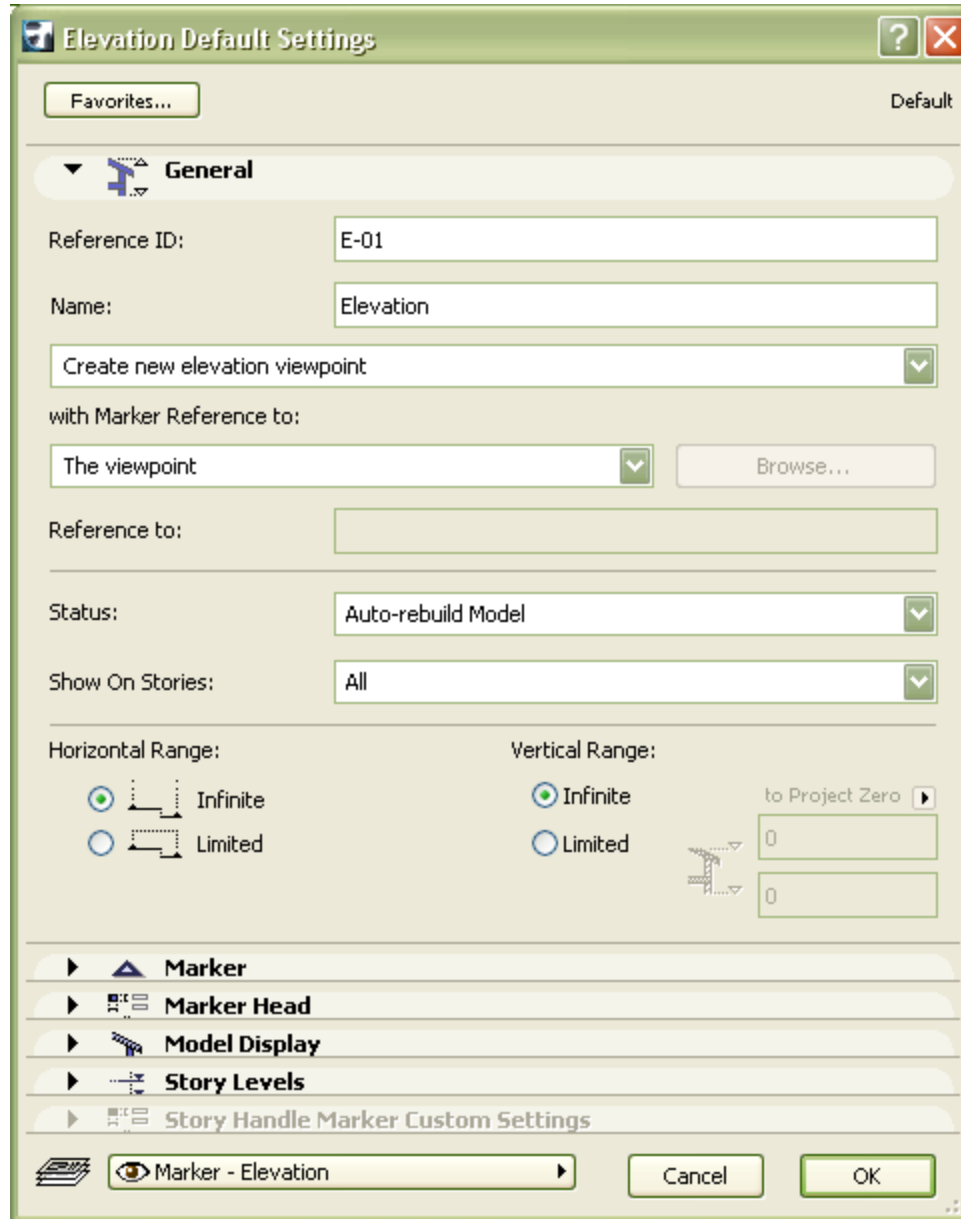 Elevation Default Settings
Favorites...
Default
General
Reference ID: E-01
Name: Elevation
Create new elevation viewpoint
with Marker Reference to:
The viewpoint Browse...
Reference to:
Status: Auto-rebuild Model
Show On Stories: All
Horizontal Range: Vertical Range:
Infinite Infinite to Project Zero
Limited Limited 0
0
Marker
Marker Head
Model Display
Story Levels
Story Handle Marker Custom Settings
Marker - Elevation Cancel OK